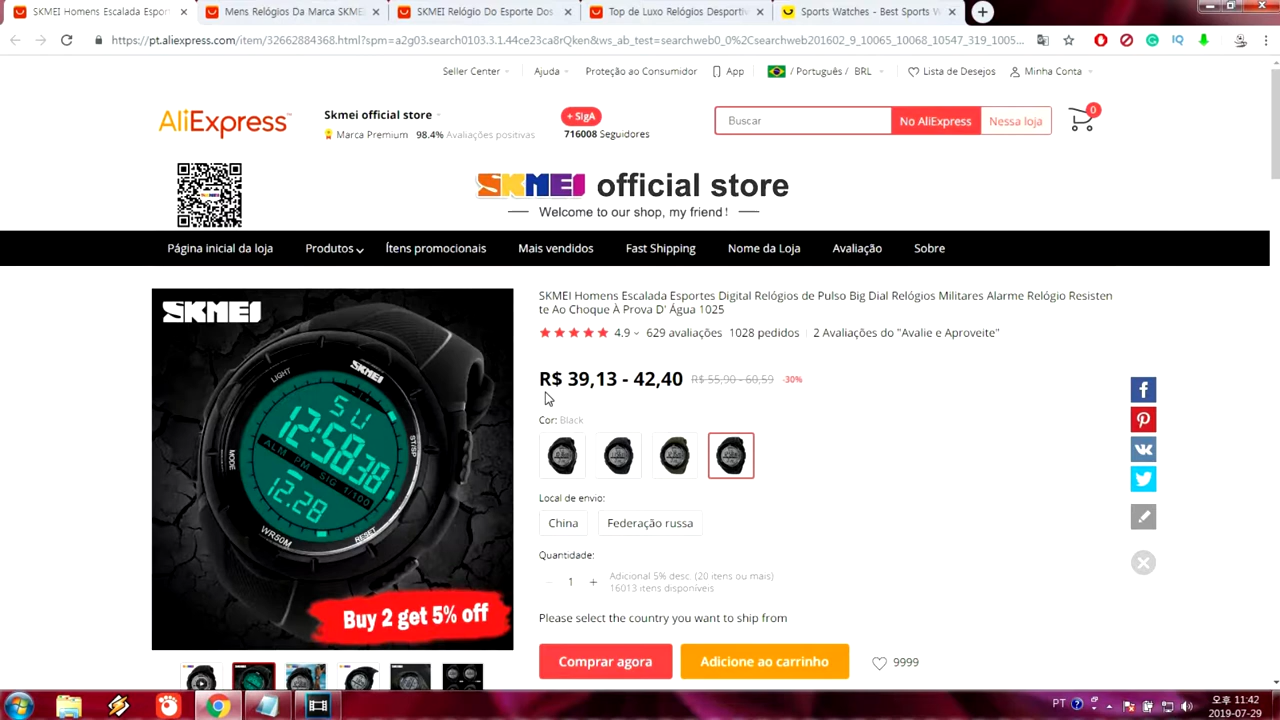 SKMEI Homens Escalada Espor
Mens Relógios Da Marca SKME
SKMEI Relógio Do Esporte Dos
Top de Luxo Relógios Desportiv
Sports Watches - Best Sports W
https://pt.aliexpress.com/item/32662884368.html?spm=a2g03.search0103.3.1.44ce23ca8rQken&ws_ab_test=searchweb0_0%2Csearchweb201602_9_10065_10068_10547_319_1005...
Seller Center
Ajuda
Proteção ao Consumidor
App
/ Português / BRL
Lista de Desejos
Minha Conta
AliExpress™
Skmei official store
Marca Premium 98.4% Avaliações positivas
+ SigA
716008 Seguidores
Buscar
No AliExpress
Nessa loja
0
SKMEI official store
Welcome to our shop, my friend!
Página inicial da loja
Produtos
Ítens promocionais
Mais vendidos
Fast Shipping
Nome da Loja
Avaliação
Sobre
SKMEI
LIGHT
SKMEI
SU
12:58 38
ALM PM SIG 1/100
12.28
MODE
ST/SP
WR50M
RESET
Buy 2 get 5% off
SKMEI Homens Escalada Esportes Digital Relógios de Pulso Big Dial Relógios Militares Alarme Relógio Resisten
te Ao Choque À Prova D' Água 1025
4.9 629 avaliações 1028 pedidos 2 Avaliações do "Avalie e Aproveite"
R$ 39,13 - 42,40 R$ 55,90 - 60,59 -30%
Cor: Black
Local de envio:
China
Federação russa
Quantidade:
− 1 +
Adicional 5% desc. (20 itens ou mais)
16013 itens disponíveis
Please select the country you want to ship from
Comprar agora
Adicione ao carrinho
9999
PT
오후 11:42
2019-07-29